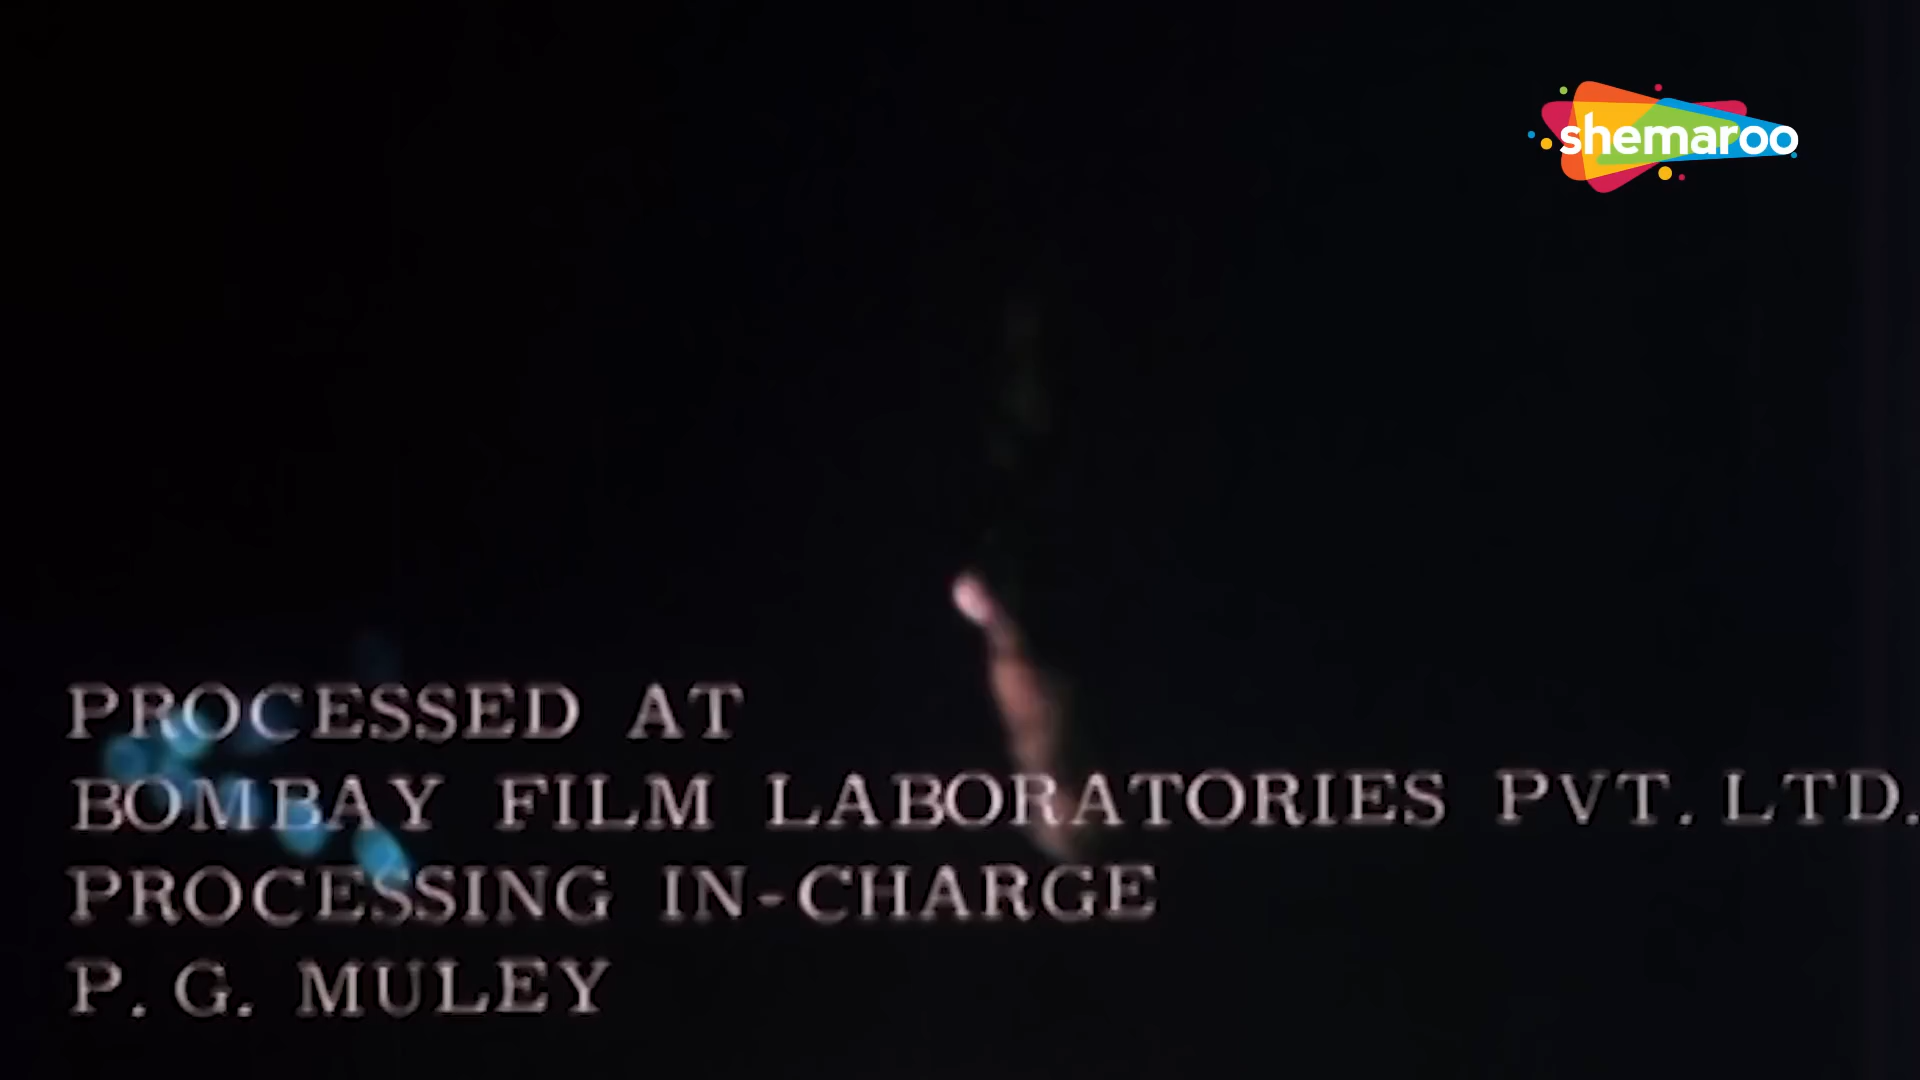 shemaroo
PROCESSED AT
BOMBAY FILM LABORATORIES PVT. LTD.
PROCESSING IN-CHARGE
P. G. MULEY